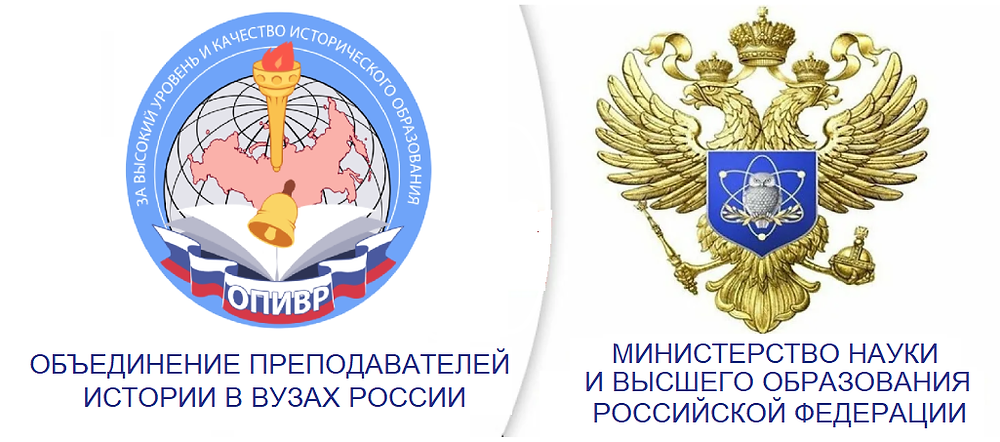 ЗА ВЫСОКИЙ УРОВЕНЬ И КАЧЕСТВО ИСТОРИЧЕСКОГО ОБРАЗОВАНИЯ
ОПИВР
ОБЪЕДИНЕНИЕ ПРЕПОДАВАТЕЛЕЙ
ИСТОРИИ В ВУЗАХ РОССИИ
МИНИСТЕРСТВО НАУКИ
И ВЫСШЕГО ОБРАЗОВАНИЯ
РОССИЙСКОЙ ФЕДЕРАЦИИ